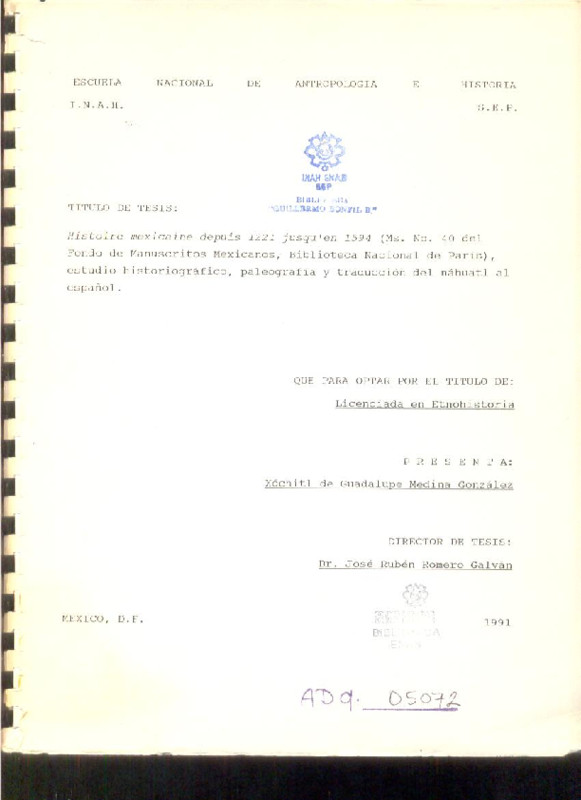 ESCUELA NACIONAL DE ANTROPOLOGIA E HISTORIA
I.N.A.H. S.E.P.
INAH ENAH
SEP
BIBLIOTECA
"GUILLERMO BONFIL B."
TITULO DE TESIS:
Histoire mexicaine depuis 1221 jusqu'en 1594 (Ms. No. 40 del
Fondo de Manuscritos Mexicanos, Biblioteca Nacional de París),
estudio historiográfico, paleografía y traducción del náhuatl al
español.
QUE PARA OPTAR POR EL TITULO DE:
Licenciada en Etnohistoria
P R E S E N T A:
Xóchitl de Guadalupe Medina González
DIRECTOR DE TESIS:
Dr. José Rubén Romero Galván
MEXICO, D.F. 1991
BIBLIOTECA
ADq. 05072